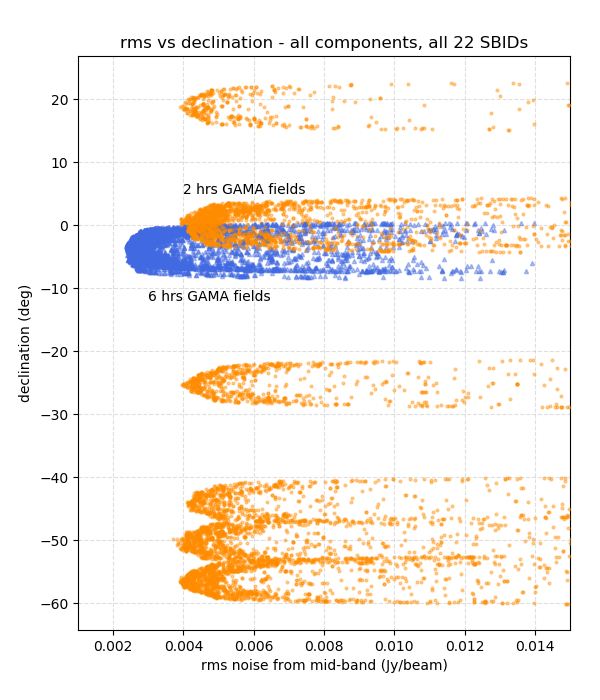 rms vs declination - all components, all 22 SBIDs
20
10
2 hrs GAMA fields
0
−10
6 hrs GAMA fields
declination (deg)
−20
−30
−40
−50
−60
0.002 0.004 0.006 0.008 0.010 0.012 0.014
rms noise from mid-band (Jy/beam)